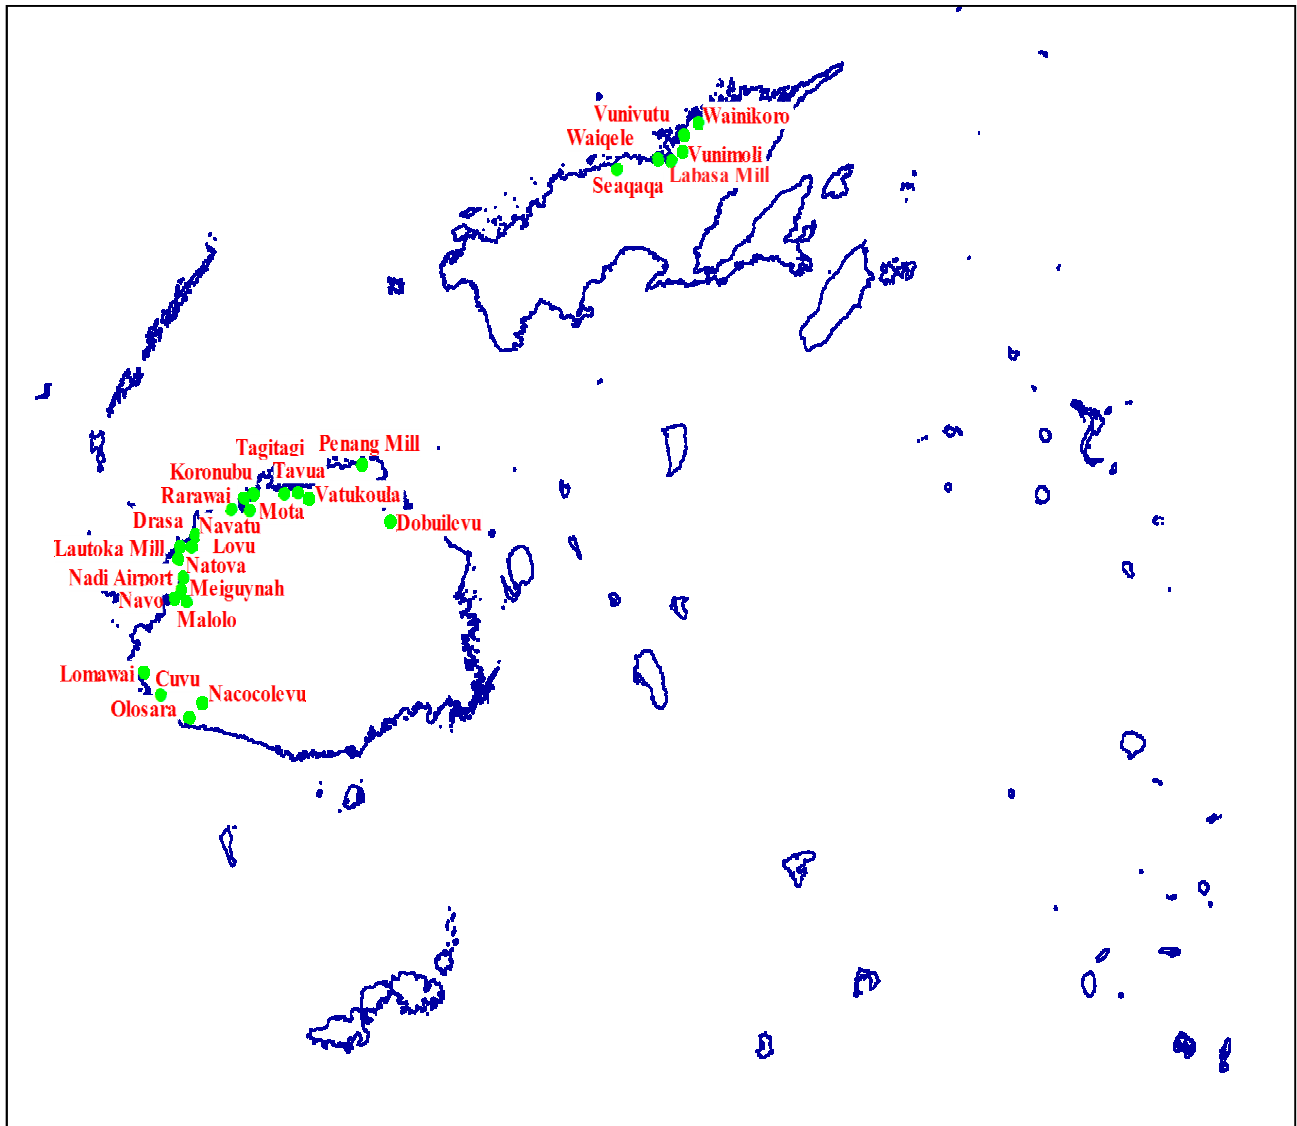 Vunivutu
Wainikoro
Waiqele
Vunimoli
Labasa Mill
Seaqaqa
Tagitagi
Penang Mill
Koronubu
Tavua
Rarawai
Vatukoula
Mota
Drasa
Navatu
Dobuilevu
Lautoka Mill
Lovu
Natova
Nadi Airport
Meiguynah
Navo
Malolo
Lomawai
Cuvu
Nacocolevu
Olosara